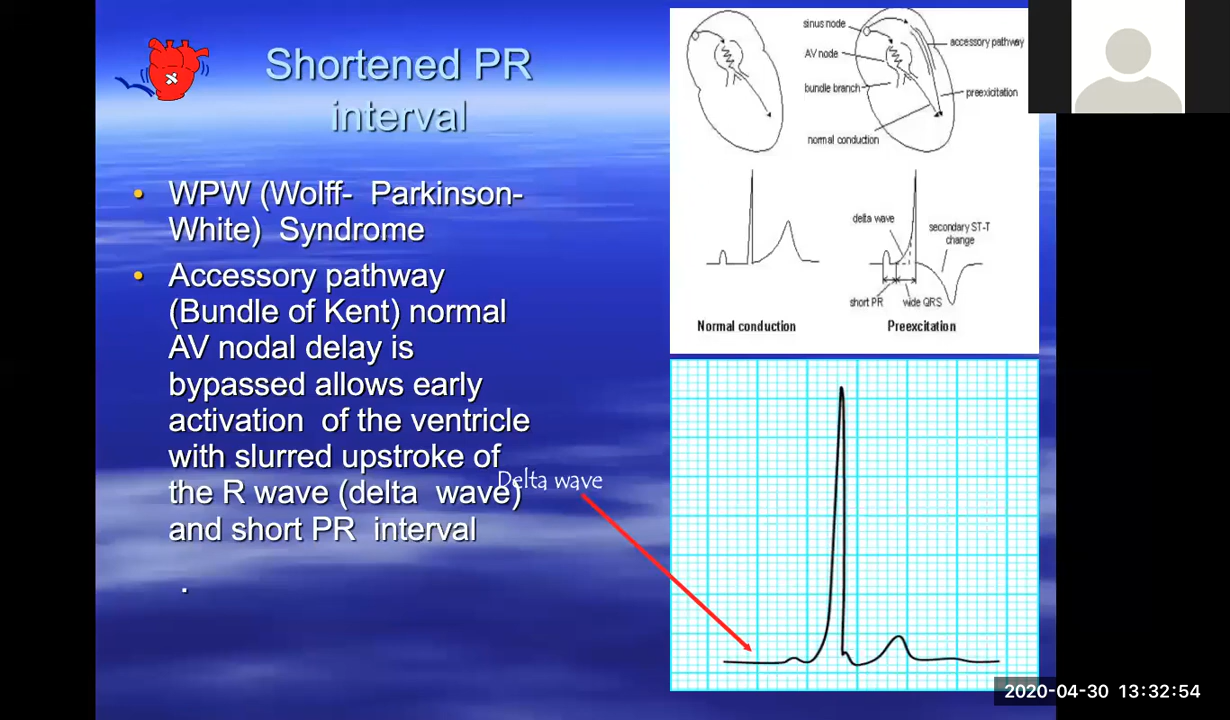 Shortened PR
interval
WPW (Wolff- Parkinson-
White) Syndrome
Accessory pathway
(Bundle of Kent) normal
AV nodal delay is
bypassed allows early
activation of the ventricle
with slurred upstroke of
the R wave (delta wave)
and short PR interval
.
Delta wave
sinus node
AV node
bundle branch
accessory pathway
preexicitation
normal conduction
delta wave
secondary ST-T
change
short PR
wide QRS
Normal conduction
Preexcitation
2020-04-30 13:32:54